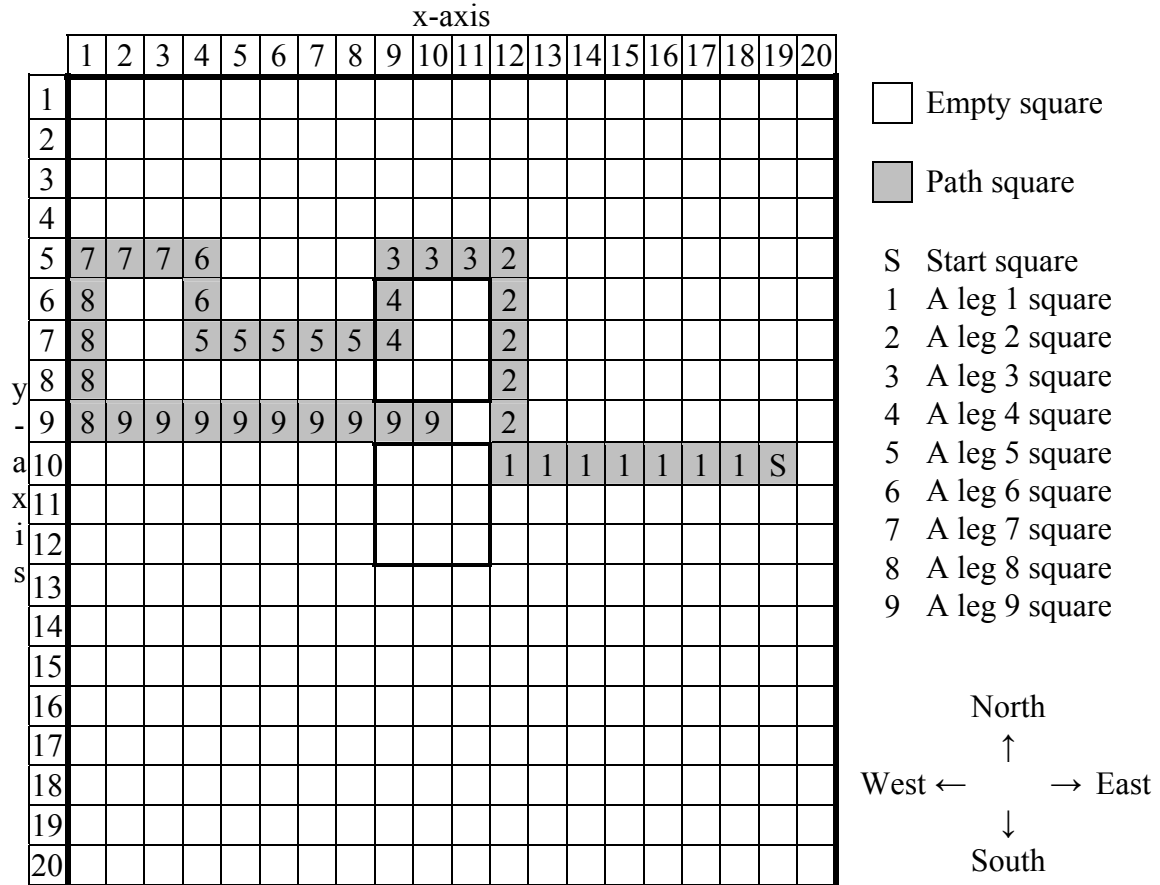 x-axis
1 2 3 4 5 6 7 8 9 10 11 12 13 14 15 16 17 18 19 20
1
2
3
4
5 7 7 7 6 3 3 3 2
6 8 6 4 2
7 8 5 5 5 5 5 4 2
8 8 2
9 8 9 9 9 9 9 9 9 9 9 2
10 1 1 1 1 1 1 1 S
11
12
13
14
15
16
17
18
19
20
y-axis
Empty square
Path square
S Start square
1 A leg 1 square
2 A leg 2 square
3 A leg 3 square
4 A leg 4 square
5 A leg 5 square
6 A leg 6 square
7 A leg 7 square
8 A leg 8 square
9 A leg 9 square
North
↑
West ← → East
↓
South